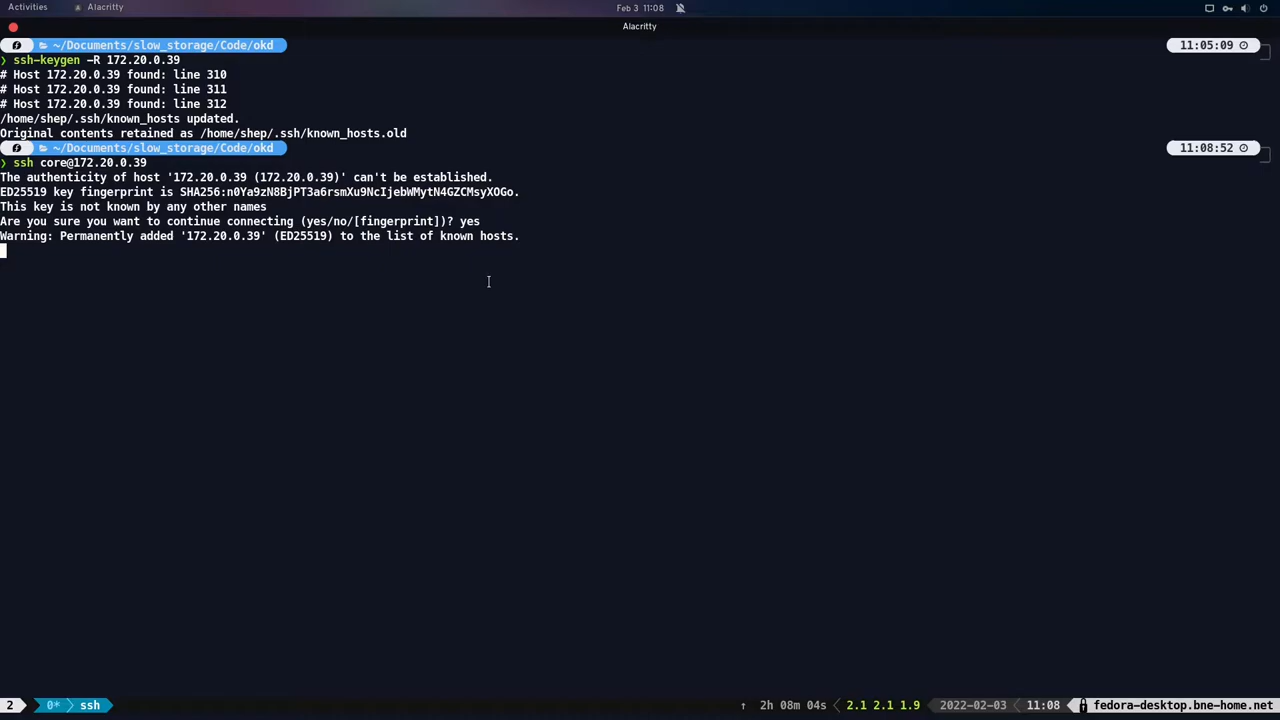 Activities Alacritty Feb 3 11:08
Alacritty
~/Documents/slow_storage/Code/okd 11:05:09
❯ ssh-keygen -R 172.20.0.39
# Host 172.20.0.39 found: line 310
# Host 172.20.0.39 found: line 311
# Host 172.20.0.39 found: line 312
/home/shep/.ssh/known_hosts updated.
Original contents retained as /home/shep/.ssh/known_hosts.old
~/Documents/slow_storage/Code/okd 11:08:52
❯ ssh core@172.20.0.39
The authenticity of host '172.20.0.39 (172.20.0.39)' can't be established.
ED25519 key fingerprint is SHA256:n0Ya9zN8BjPT3a6rsmXu9NcIjebWMytN4GZCMsyXOGo.
This key is not known by any other names
Are you sure you want to continue connecting (yes/no/[fingerprint])? yes
Warning: Permanently added '172.20.0.39' (ED25519) to the list of known hosts.
2 0* ssh ↑ 2h 08m 04s 2.1 2.1 1.9 2022-02-03 11:08 fedora-desktop.bne-home.net